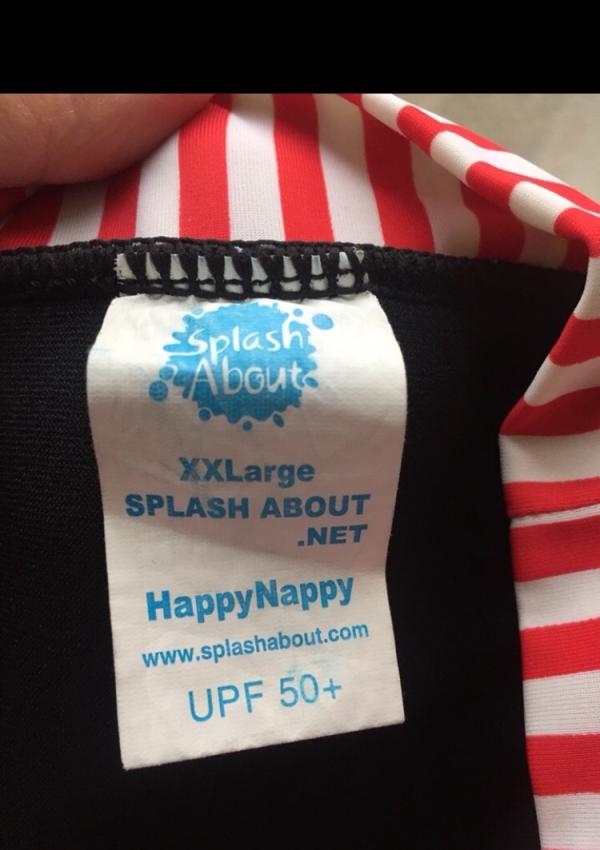 Splash
About
XXLarge
SPLASH ABOUT
.NET
HappyNappy
www.splashabout.com
UPF 50+